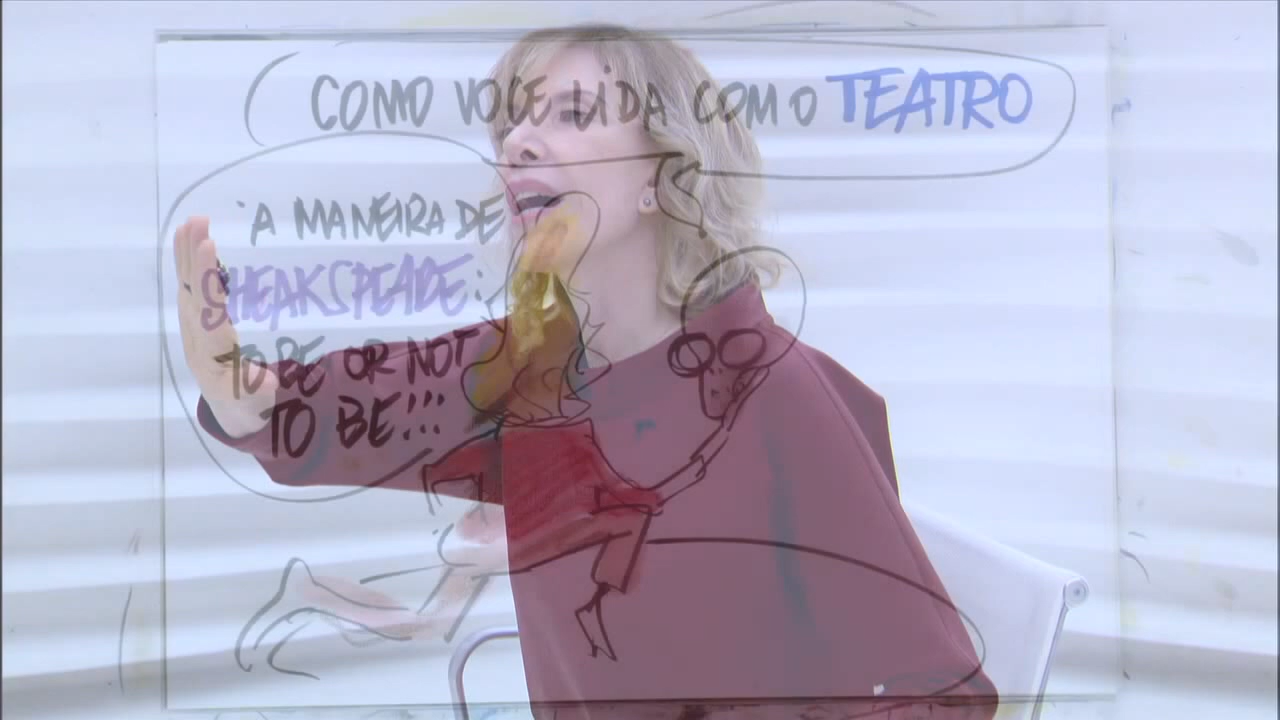 COMO VOCE LIDA COM O TEATRO
A MANEIRA DE
SHEAKSPEARE:
TO BE OR NOT
TO BE!!!